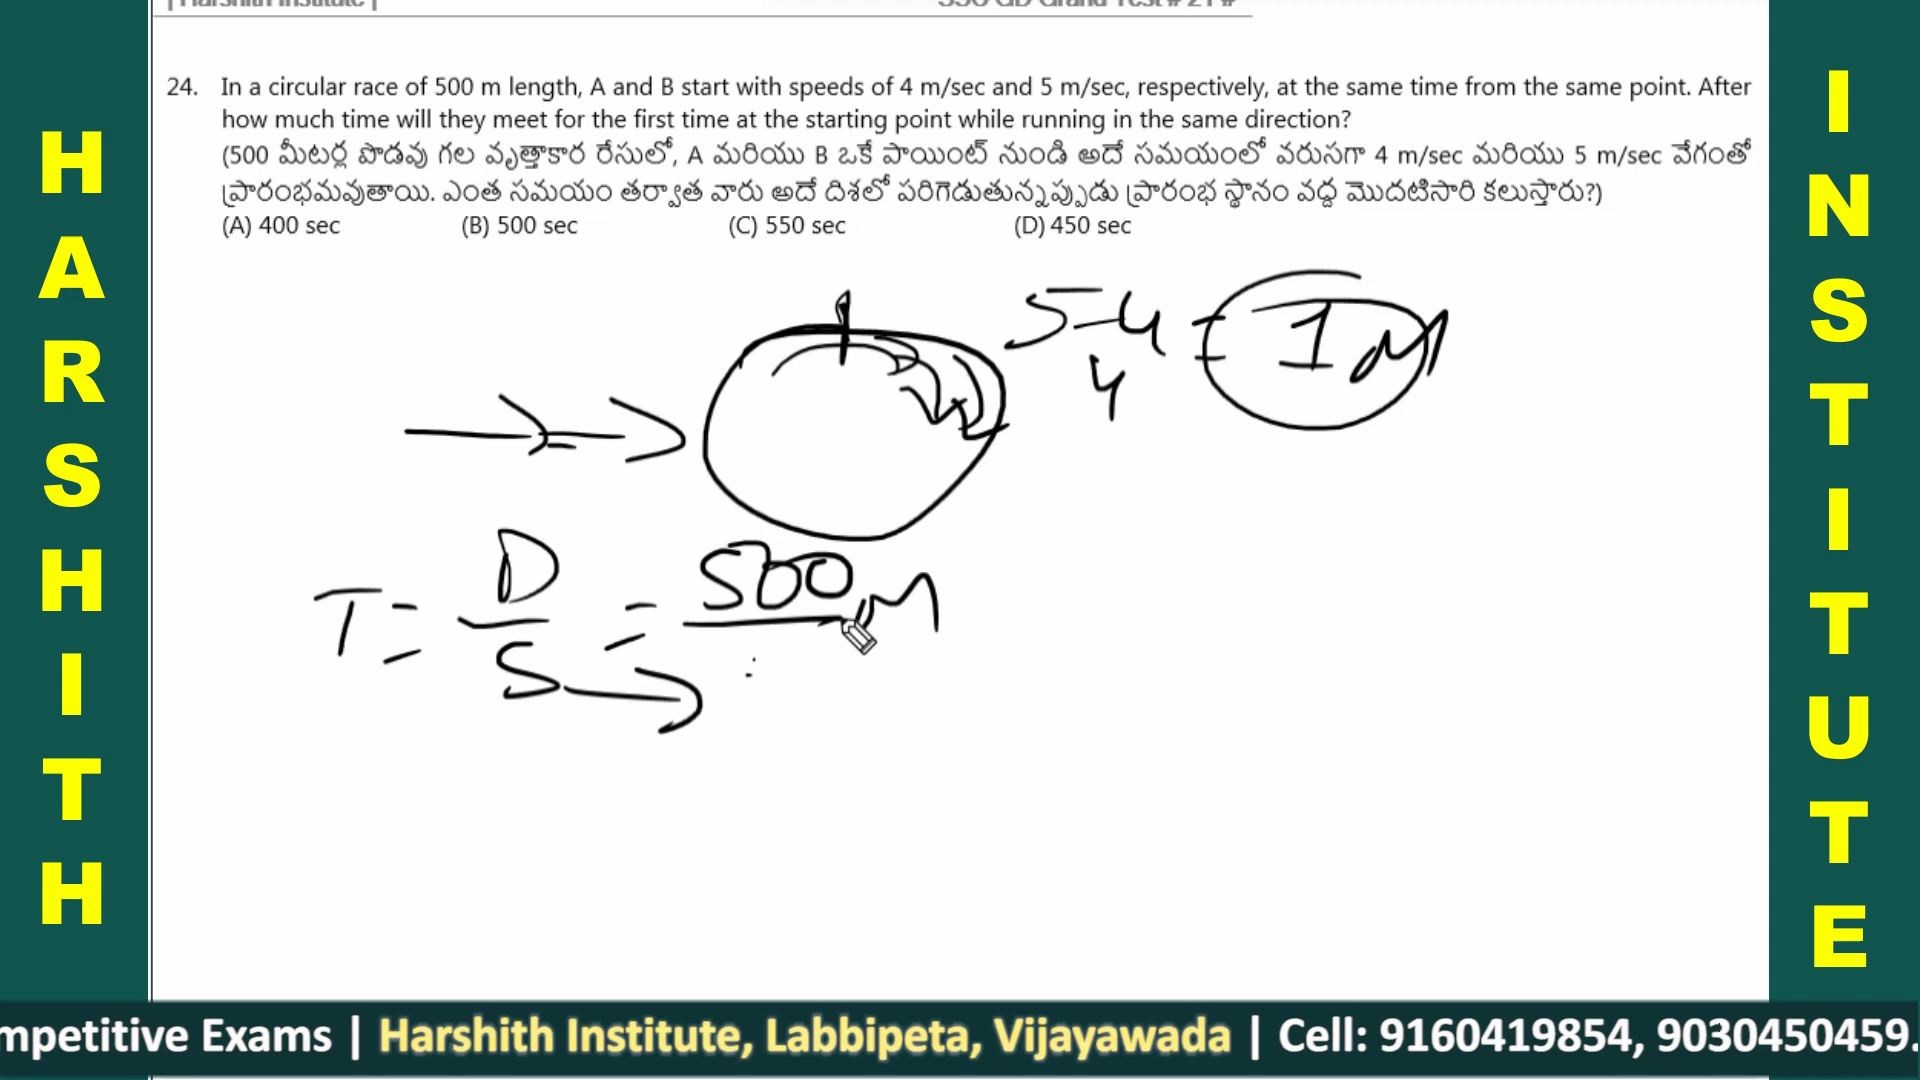 24. In a circular race of 500 m length, A and B start with speeds of 4 m/sec and 5 m/sec, respectively, at the same time from the same point. After
how much time will they meet for the first time at the starting point while running in the same direction?
(500 మీటర్ల పొడవు గల వృత్తాకార రేసులో, A మరియు B ఒకే పాయింట్ నుండి అదే సమయంలో వరుసగా 4 m/sec మరియు 5 m/sec వేగంతో
ప్రారంభమవుతాయి. ఎంత సమయం తర్వాత వారు అదే దిశలో పరిగెడుతున్నప్పుడు ప్రారంభ స్థానం వద్ద మొదటిసారి కలుస్తారు?)
(A) 400 sec (B) 500 sec (C) 550 sec (D) 450 sec
5-4 = 1M
4
T = D/S = 500M
HARSHITH
INSTITUTE
mpetitive Exams | Harshith Institute, Labbipeta, Vijayawada | Cell: 9160419854, 9030450459.